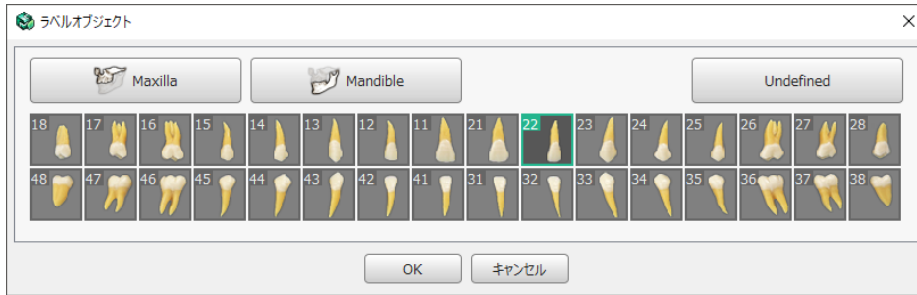 ラベルオブジェクト
Maxilla Mandible Undefined
18 17 16 15 14 13 12 11 21 22 23 24 25 26 27 28
48 47 46 45 44 43 42 41 31 32 33 34 35 36 37 38
OK キャンセル